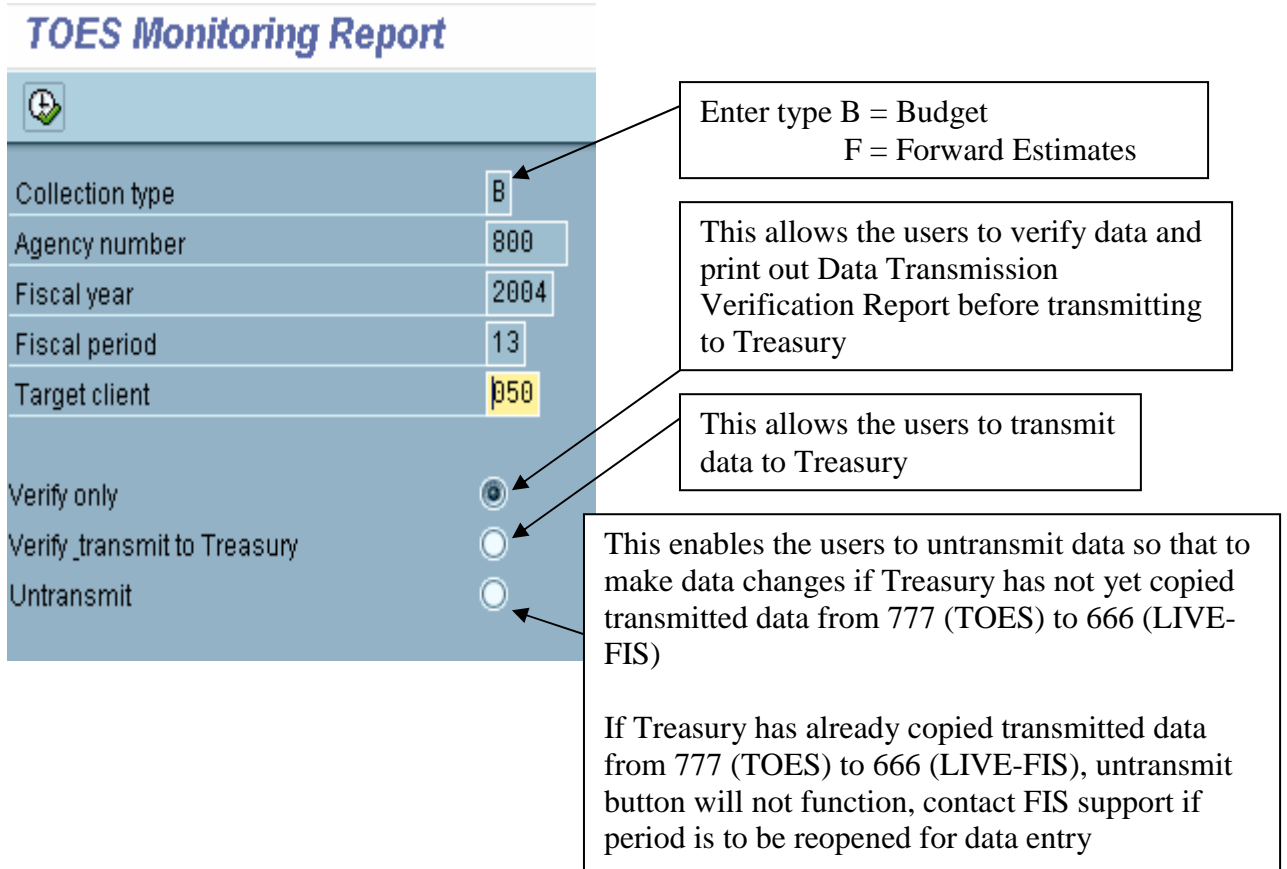 TOES Monitoring Report
Collection type B
Agency number 800
Fiscal year 2004
Fiscal period 13
Target client 050
Verify only
Verify_transmit to Treasury
Untransmit
Enter type B = Budget
F = Forward Estimates
This allows the users to verify data and
print out Data Transmission
Verification Report before transmitting
to Treasury
This allows the users to transmit
data to Treasury
This enables the users to untransmit data so that to
make data changes if Treasury has not yet copied
transmitted data from 777 (TOES) to 666 (LIVE-
FIS)
If Treasury has already copied transmitted data
from 777 (TOES) to 666 (LIVE-FIS), untransmit
button will not function, contact FIS support if
period is to be reopened for data entry